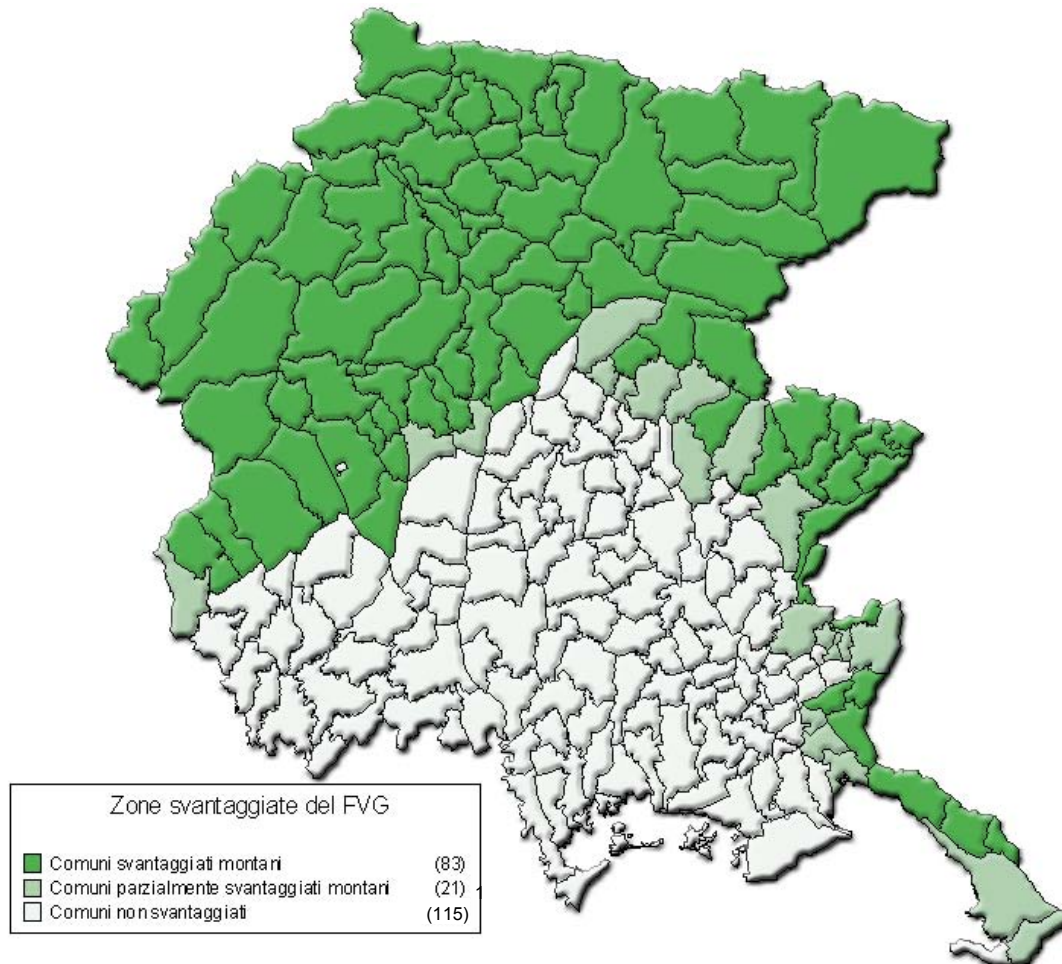 Zone svantaggiate del FVG
Comuni svantaggiati montani (83)
Comuni parzialmente svantaggiati montani (21)
Comuni non svantaggiati (115)